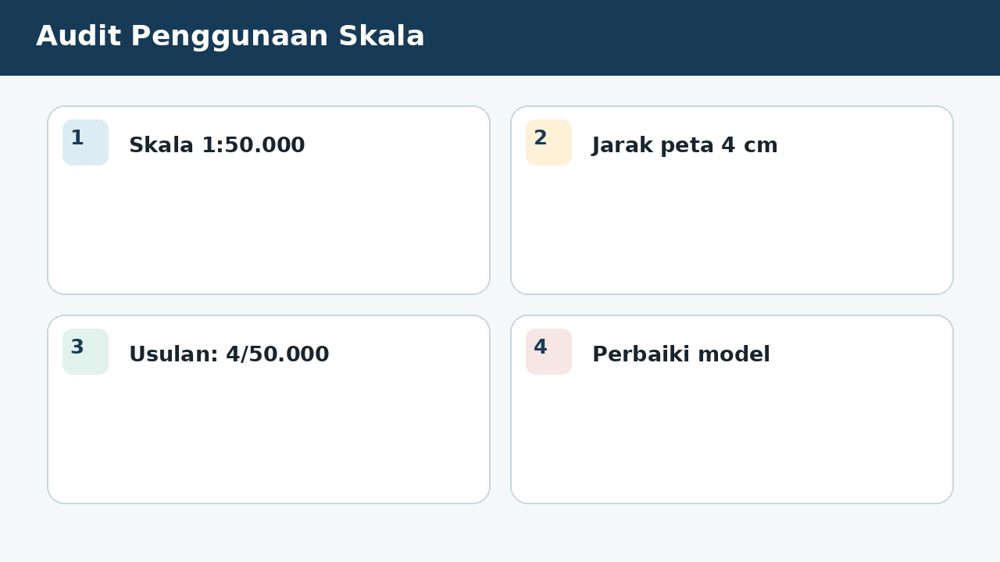 Audit Penggunaan Skala
1
Skala 1:50.000
2
Jarak peta 4 cm
3
Usulan: 4/50.000
4
Perbaiki model